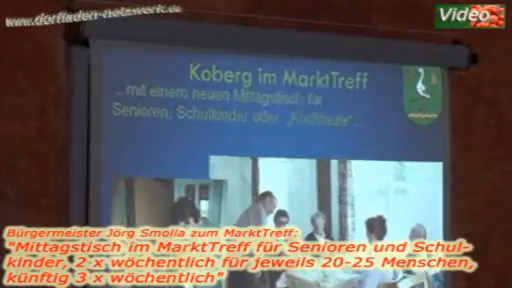 www.dorfladen-netzwerk.de
Video
Koberg im MarktTreff
...mit einem neuen Mittagstisch für
Senioren, Schulkinder oder „Kochfaule“...
Bürgermeister Jörg Smolla zum MarktTreff:
"Mittagstisch im MarktTreff für Senioren und Schul-
kinder, 2 x wöchentlich für jeweils 20-25 Menschen,
künftig 3 x wöchentlich"